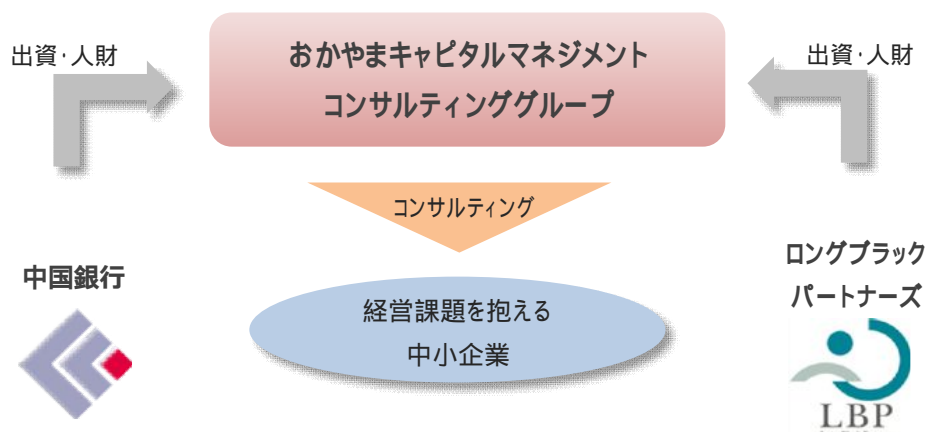 出資・人財
おかやまキャピタルマネジメント
コンサルティンググループ
出資・人財
コンサルティング
中国銀行
経営課題を抱える
中小企業
ロングブラック
パートナーズ
LBP